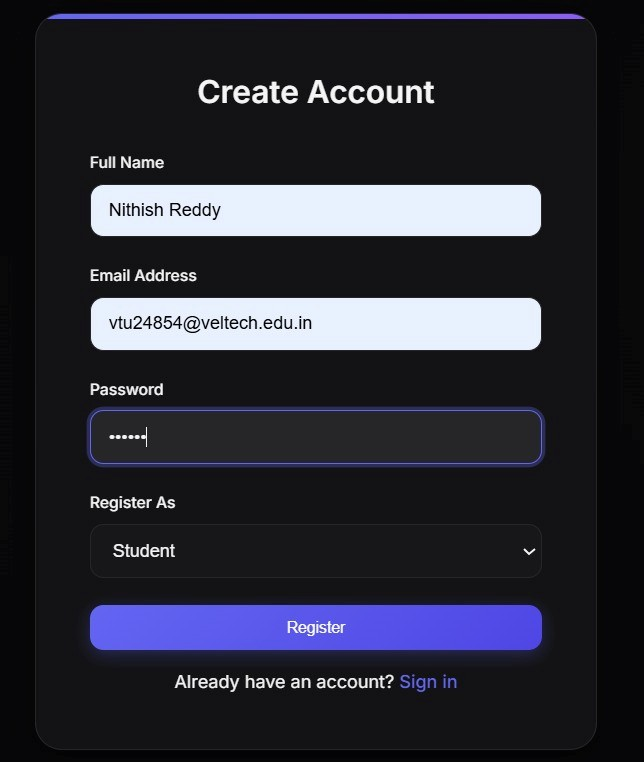 Create Account
Full Name
Nithish Reddy
Email Address
vtu24854@veltech.edu.in
Password
••••••
Register As
Student
Register
Already have an account? Sign in